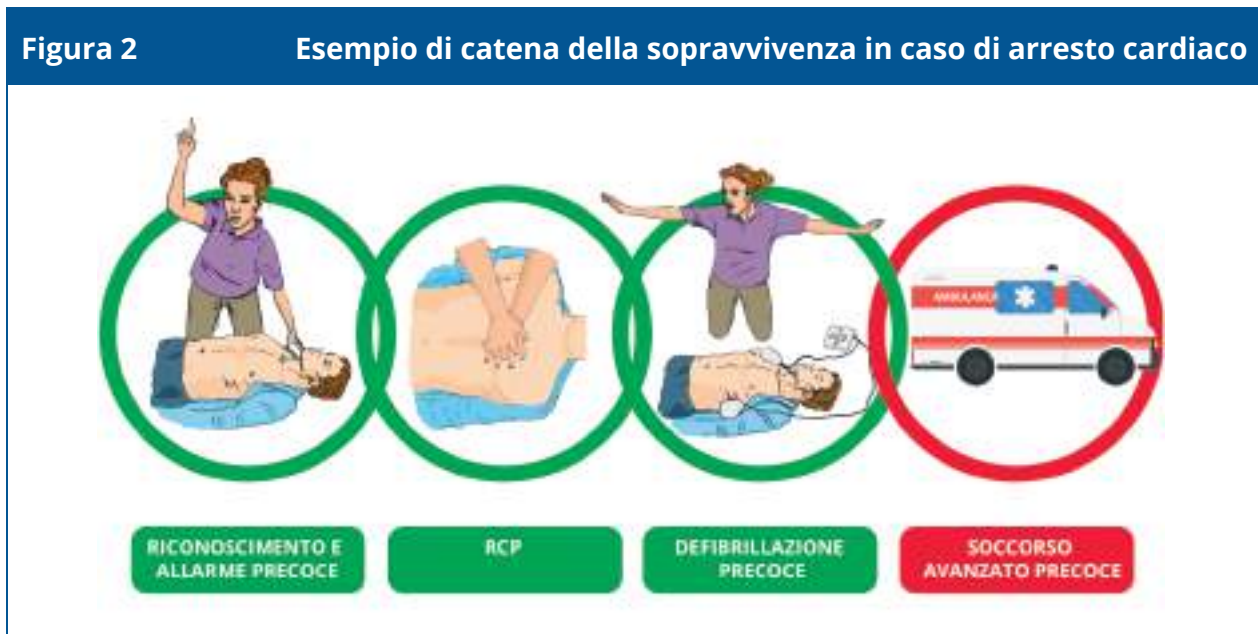 Figura 2 Esempio di catena della sopravvivenza in caso di arresto cardiaco
AMBULANCE
RICONOSCIMENTO E
ALLARME PRECOCE
RCP
DEFIBRILLAZIONE
PRECOCE
SOCCORSO
AVANZATO PRECOCE